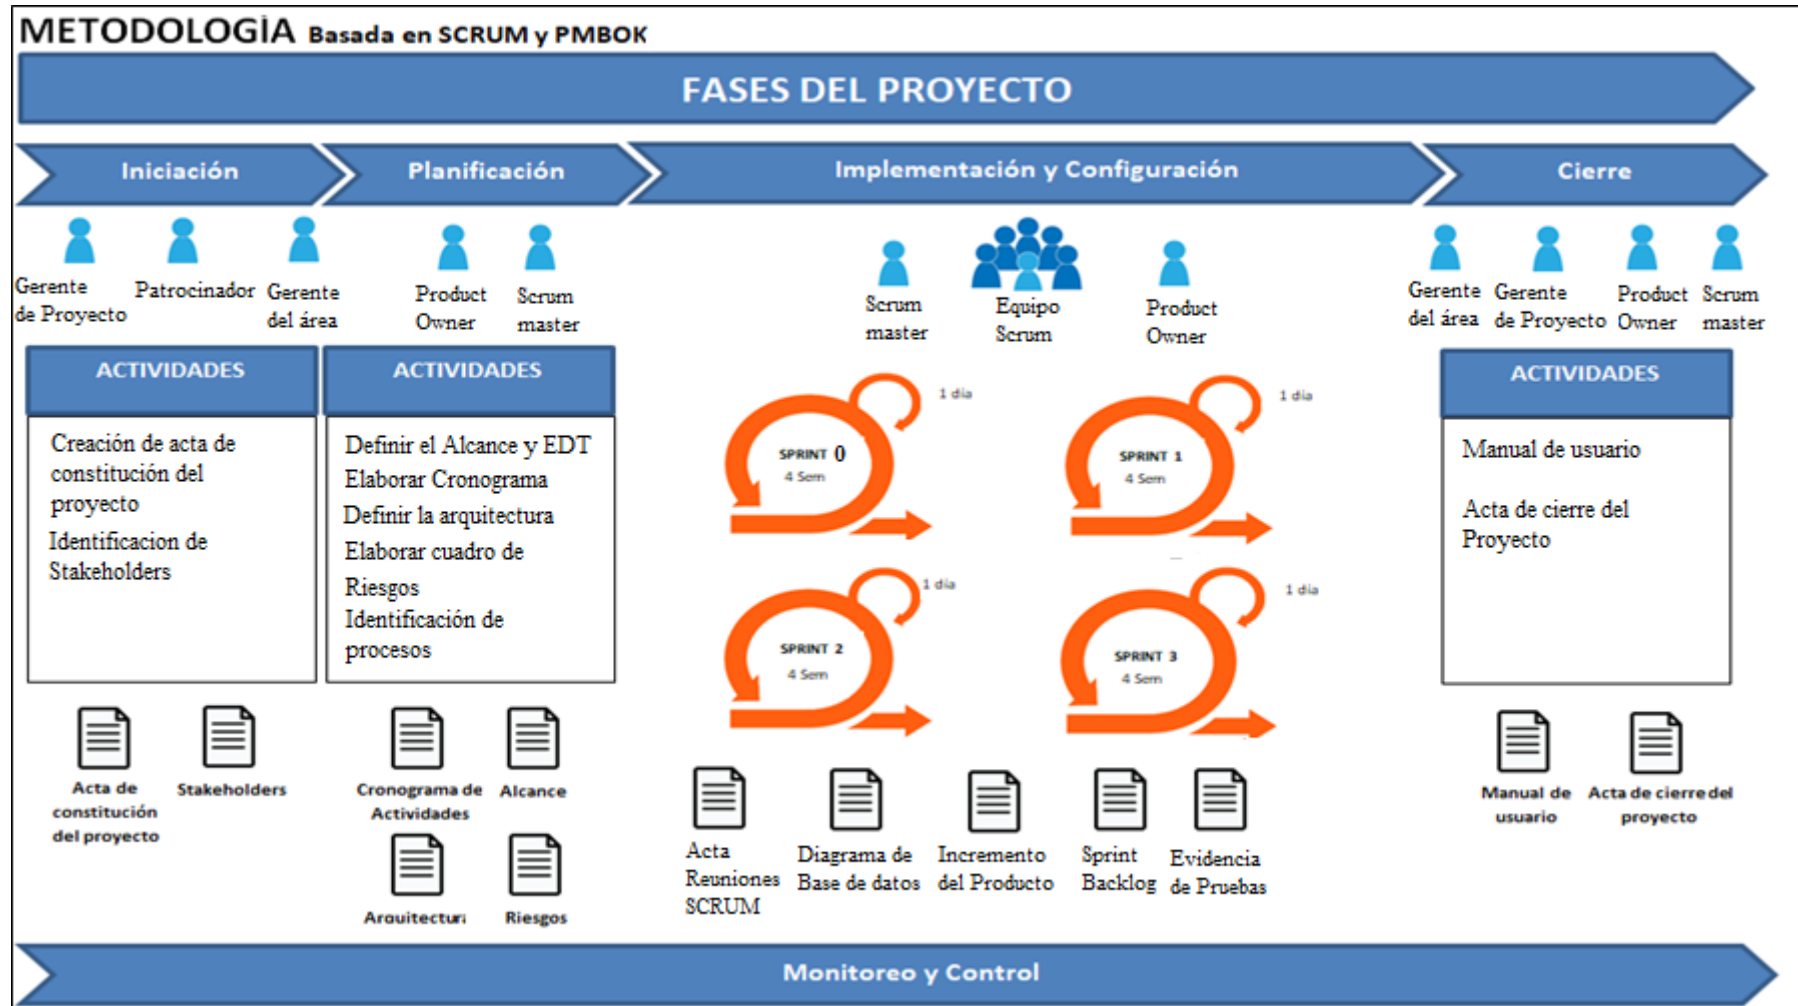 METODOLOGÌA Basada en SCRUM y PMBOK
FASES DEL PROYECTO
Iniciación
Planificación
Implementación y Configuración
Cierre
Gerente
de Proyecto
Patrocinador
Gerente
del área
Product
Owner
Scrum
master
Scrum
master
Equipo
Scrum
Product
Owner
Gerente
del área
Gerente
de Proyecto
Product
Owner
Scrum
master
ACTIVIDADES
Creación de acta de
constitución del
proyecto
Identificacion de
Stakeholders
ACTIVIDADES
Definir el Alcance y EDT
Elaborar Cronograma
Definir la arquitectura
Elaborar cuadro de
Riesgos
Identificación de
procesos
SPRINT 0
4 Sem
1 día
SPRINT 1
4 Sem
1 día
SPRINT 2
4 Sem
1 día
SPRINT 3
4 Sem
1 día
ACTIVIDADES
Manual de usuario
Acta de cierre del
Proyecto
Acta de
constitución
del proyecto
Stakeholders
Cronograma de
Actividades
Alcance
Arquitectura
Riesgos
Acta
Reuniones
SCRUM
Diagrama de
Base de datos
Incremento
del Producto
Sprint
Backlog
Evidencia
de Pruebas
Manual de
usuario
Acta de cierre del
proyecto
Monitoreo y Control